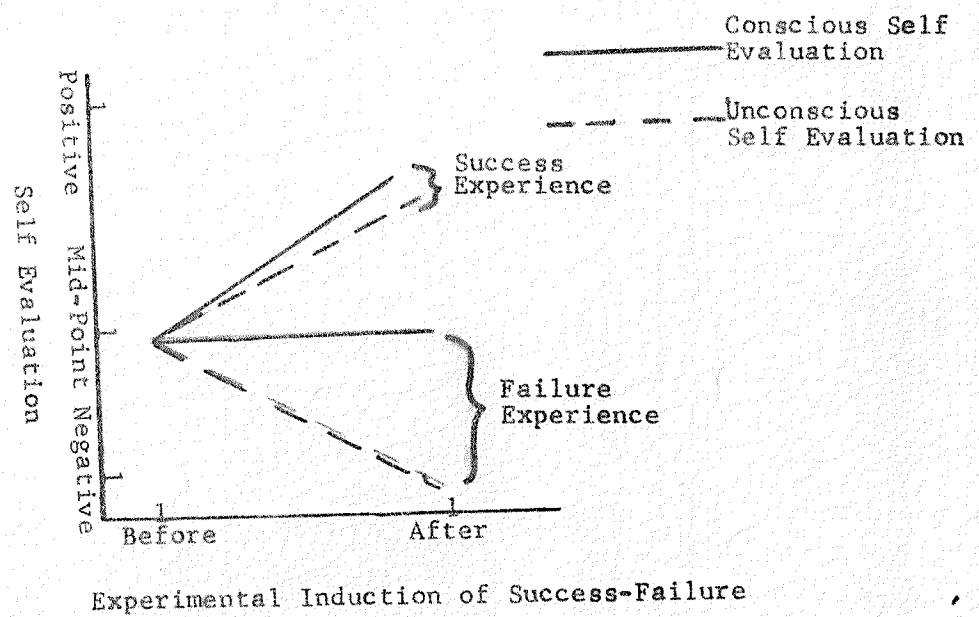 Conscious Self
Evaluation
Unconscious
Self Evaluation
Success
Experience
Failure
Experience
Self Evaluation
Positive Mid-Point Negative
Before
After
Experimental Induction of Success-Failure